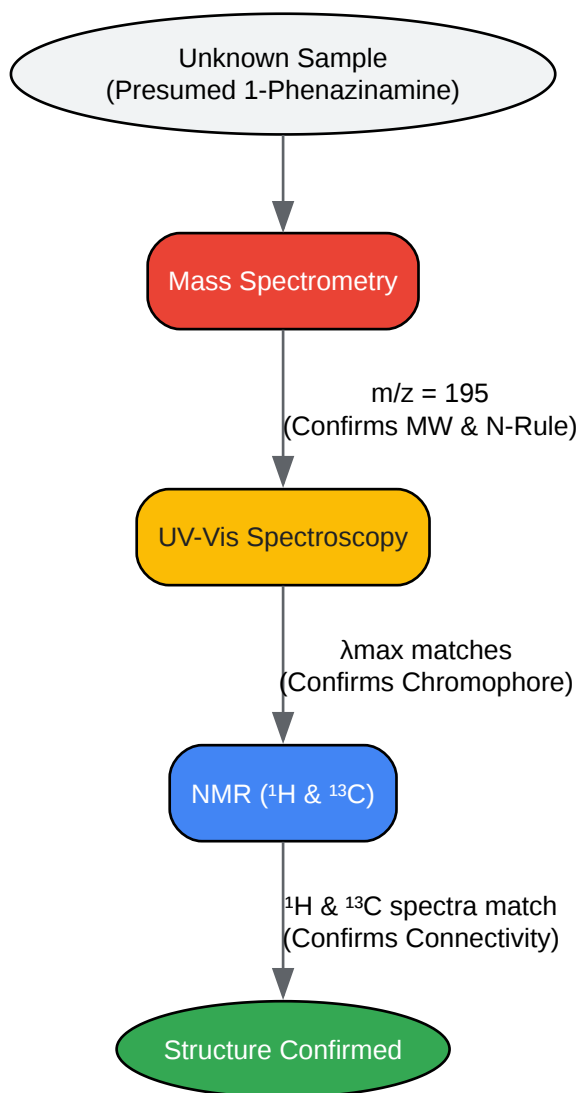 Unknown Sample
(Presumed 1-Phenazinamine)
Mass Spectrometry
m/z = 195
(Confirms MW & N-Rule)
UV-Vis Spectroscopy
λmax matches
(Confirms Chromophore)
NMR (¹H & ¹³C)
¹H & ¹³C spectra match
(Confirms Connectivity)
Structure Confirmed